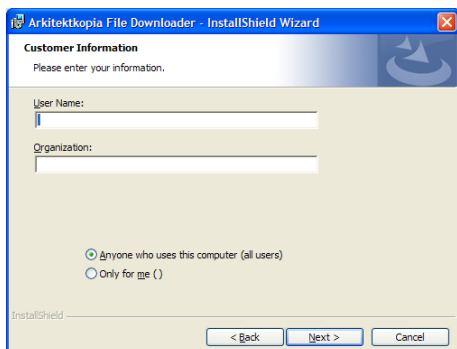 Arkitektkopia File Downloader - InstallShield Wizard
Customer Information
Please enter your information.
User Name:
Organization:
Anyone who uses this computer (all users)
Only for me ( )
InstallShield
< Back Next > Cancel